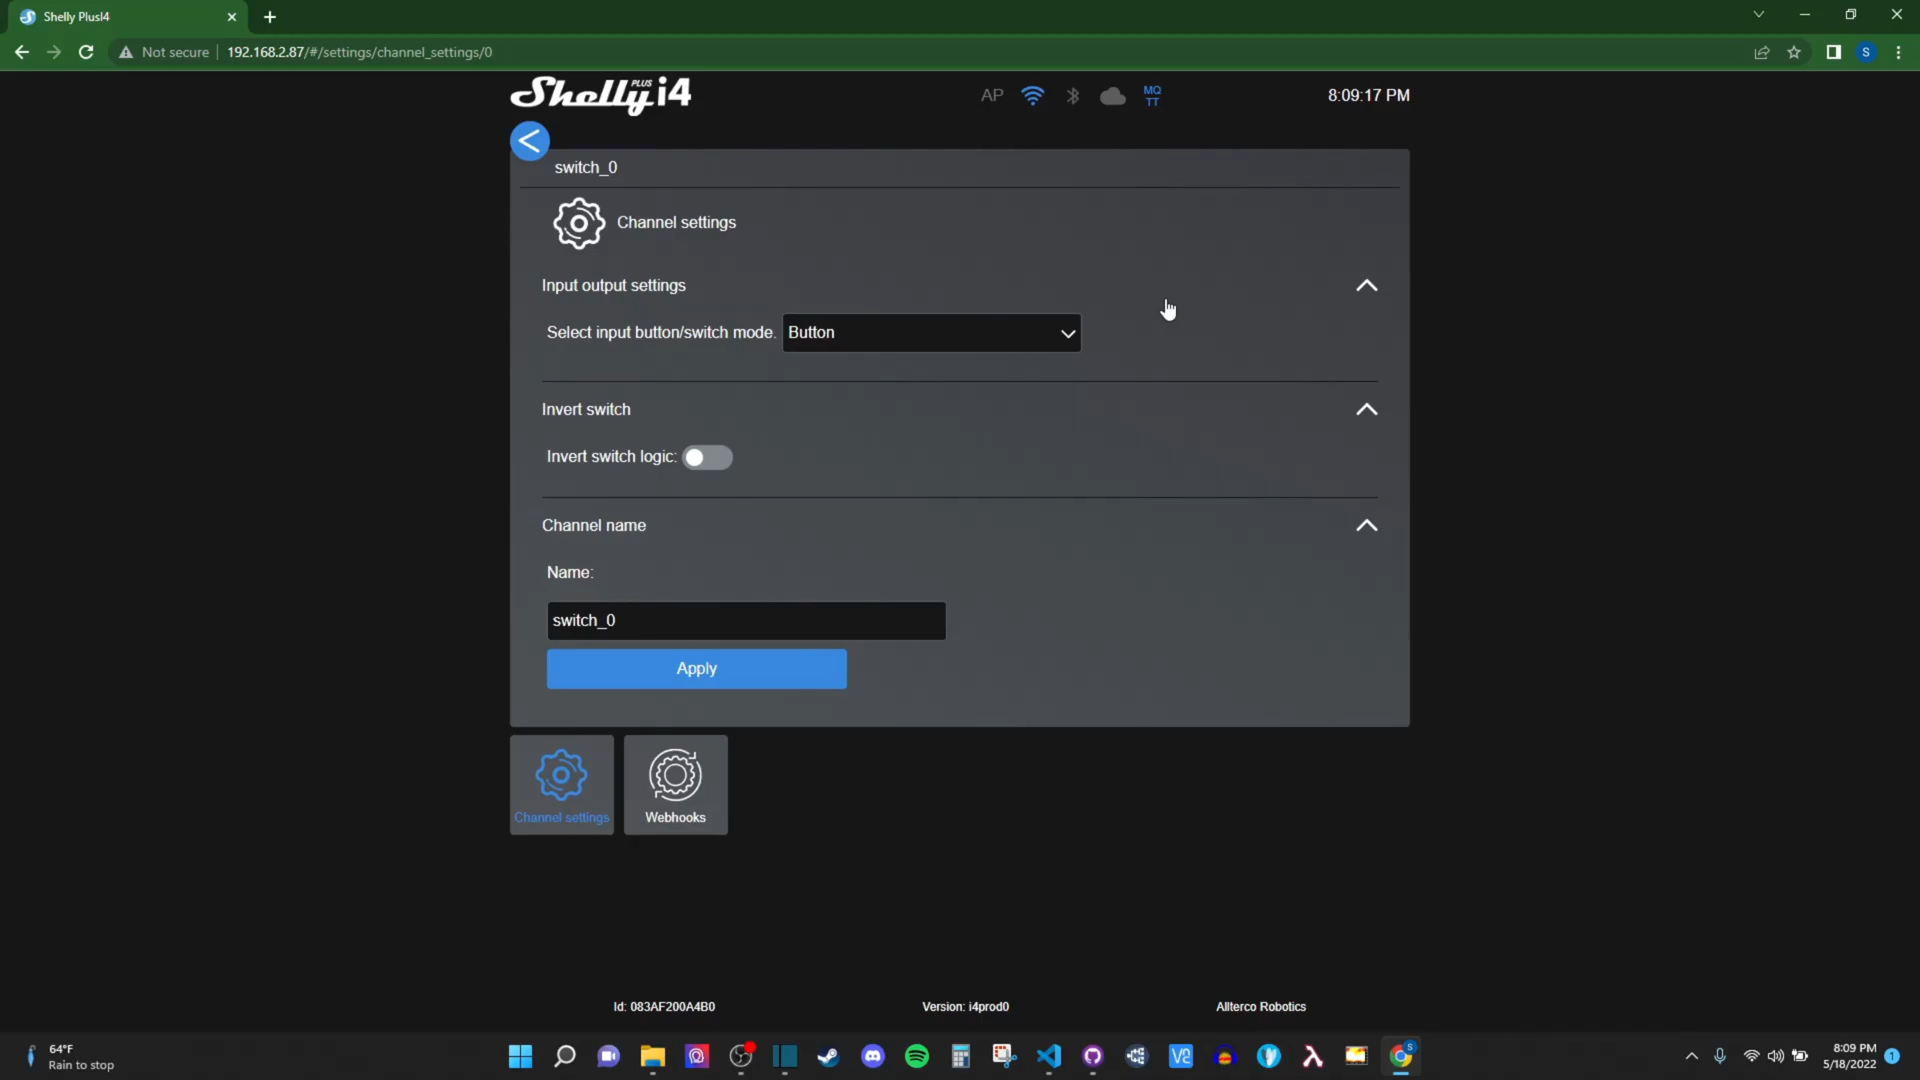 Shelly PlusI4
Not secure
192.168.2.87/#/settings/channel_settings/0
S
Shelly PLUS i4
AP
MQ
TT
8:09:17 PM
switch_0
Channel settings
Input output settings
Select input button/switch mode.
Button
Invert switch
Invert switch logic:
Channel name
Name:
switch_0
Apply
Channel settings
Webhooks
Id: 083AF200A4B0
Version: i4prod0
Allterco Robotics
64°F
Rain to stop
V2
S
8:09 PM
5/18/2022
1